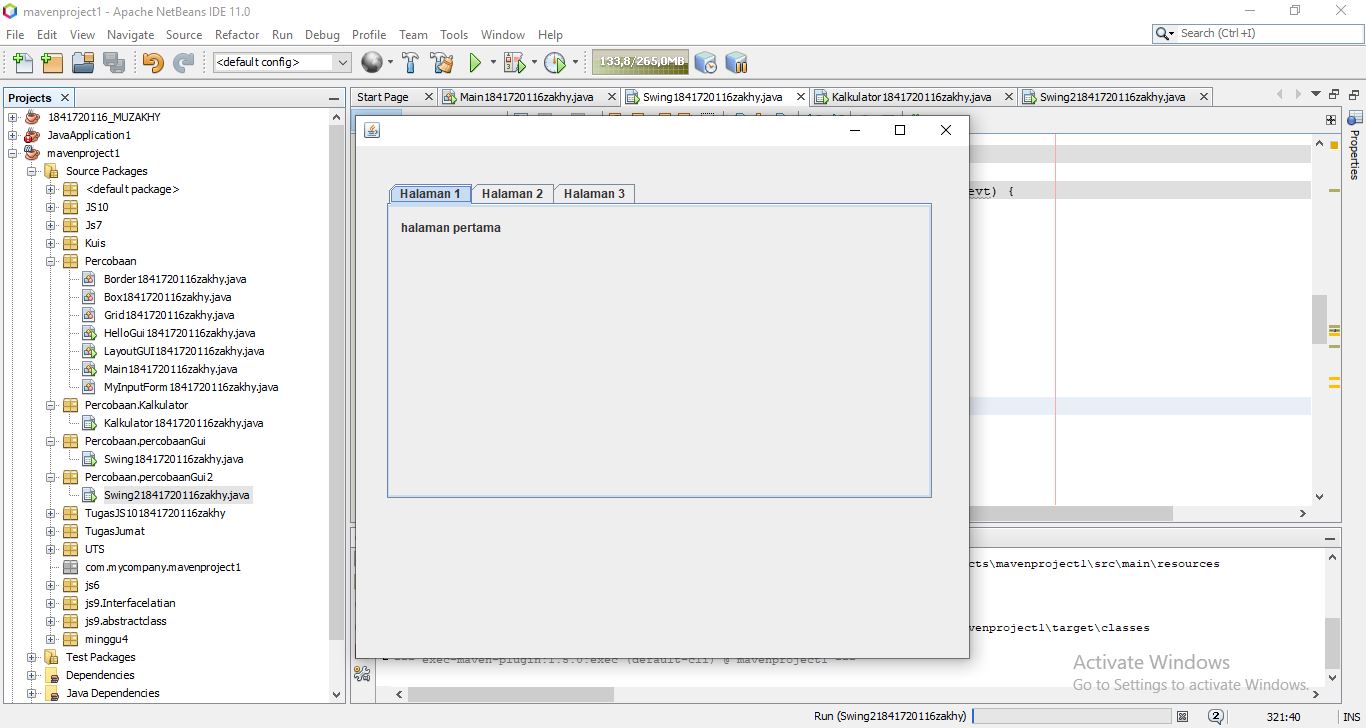 mavenproject1 - Apache NetBeans IDE 11.0
File Edit View Navigate Source Refactor Run Debug Profile Team Tools Window Help
Search (Ctrl+I)
<default config>
133,8/265,0MB
Projects
Start Page
Main1841720116zakhy.java
Swing1841720116zakhy.java
Kalkulator1841720116zakhy.java
Swing21841720116zakhy.java
1841720116_MUZAKHY
JavaApplication1
mavenproject1
Source Packages
<default package>
JS10
Js7
Kuis
Percobaan
Border1841720116zakhy.java
Box1841720116zakhy.java
Grid1841720116zakhy.java
HelloGui1841720116zakhy.java
LayoutGUI1841720116zakhy.java
Main1841720116zakhy.java
MyInputForm1841720116zakhy.java
Percobaan.Kalkulator
Kalkulator1841720116zakhy.java
Percobaan.percobaanGui
Swing1841720116zakhy.java
Percobaan.percobaanGui2
Swing21841720116zakhy.java
TugasJS101841720116zakhy
TugasJumat
UTS
com.mycompany.mavenproject1
js6
js9.Interfacelatian
js9.abstractclass
minggu4
Test Packages
Dependencies
Java Dependencies
Halaman 1 Halaman 2 Halaman 3
halaman pertama
evt) {
Properties
cts\mavenproject1\src\main\resources
venproject1\target\classes
--- exec-maven-plugin:1.5.0:exec (default-cli) @ mavenproject1 ---
Activate Windows
Go to Settings to activate Windows.
Run (Swing21841720116zakhy)
2
321:40
INS